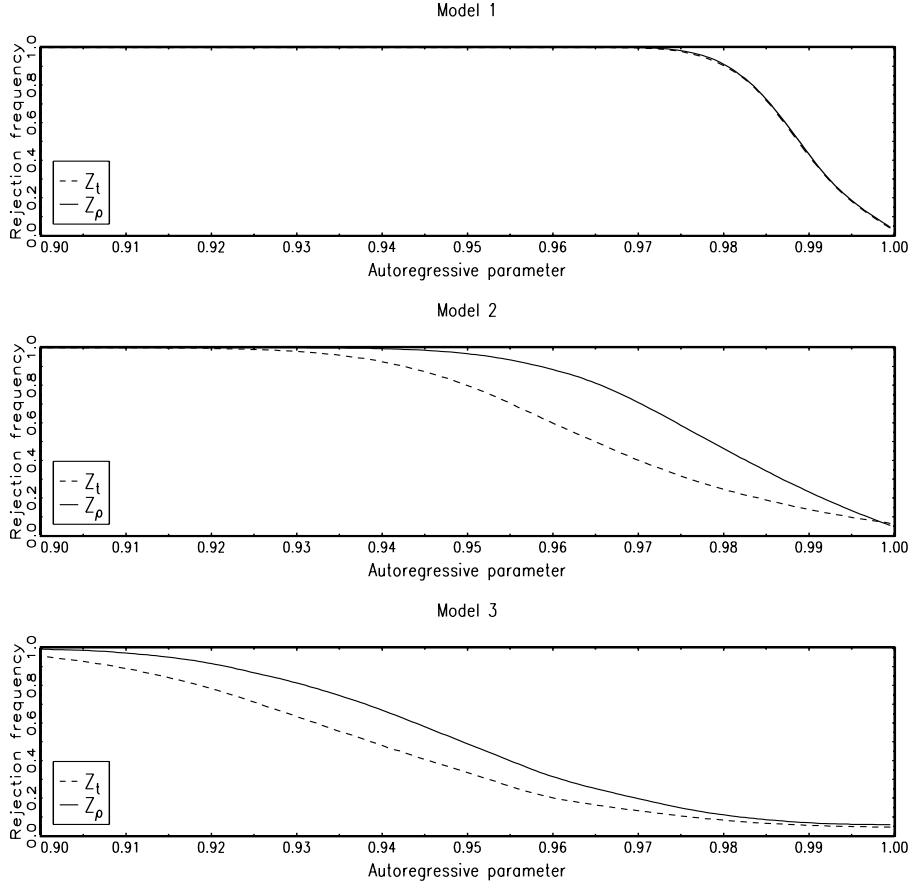 Model 1
Rejection frequency
0.0 0.2 0.4 0.6 0.8 1.0
Z_t
Z_ρ
0.90 0.91 0.92 0.93 0.94 0.95 0.96 0.97 0.98 0.99 1.00
Autoregressive parameter
Model 2
Rejection frequency
0.0 0.2 0.4 0.6 0.8 1.0
Z_t
Z_ρ
0.90 0.91 0.92 0.93 0.94 0.95 0.96 0.97 0.98 0.99 1.00
Autoregressive parameter
Model 3
Rejection frequency
0.0 0.2 0.4 0.6 0.8 1.0
Z_t
Z_ρ
0.90 0.91 0.92 0.93 0.94 0.95 0.96 0.97 0.98 0.99 1.00
Autoregressive parameter